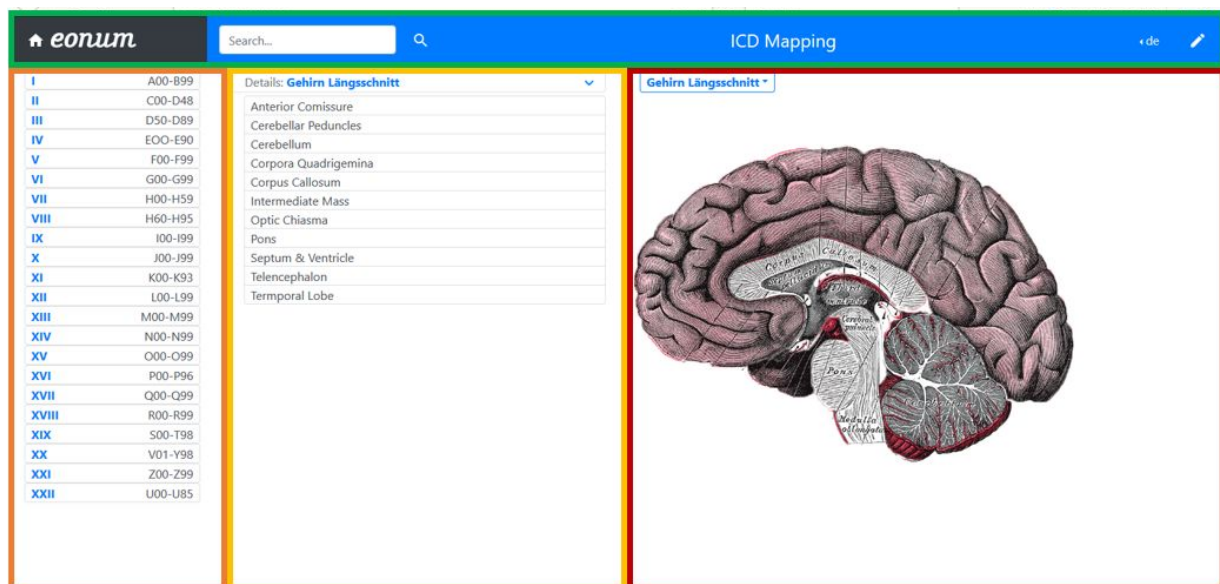 eonum
Search...
ICD Mapping
de
I A00-B99
II C00-D48
III D50-D89
IV EOO-E90
V F00-F99
VI G00-G99
VII H00-H59
VIII H60-H95
IX I00-I99
X J00-J99
XI K00-K93
XII L00-L99
XIII M00-M99
XIV N00-N99
XV O00-O99
XVI P00-P96
XVII Q00-Q99
XVIII R00-R99
XIX S00-T98
XX V01-Y98
XXI Z00-Z99
XXII U00-U85
Details: Gehirn Längsschnitt
Anterior Comissure
Cerebellar Peduncles
Cerebellum
Corpora Quadrigemina
Corpus Callosum
Intermediate Mass
Optic Chiasma
Pons
Septum & Ventricle
Telencephalon
Termporal Lobe
Gehirn Längsschnitt
Corpus Callosum
Cerebral
peduncle
Pons
Medulla
oblongata